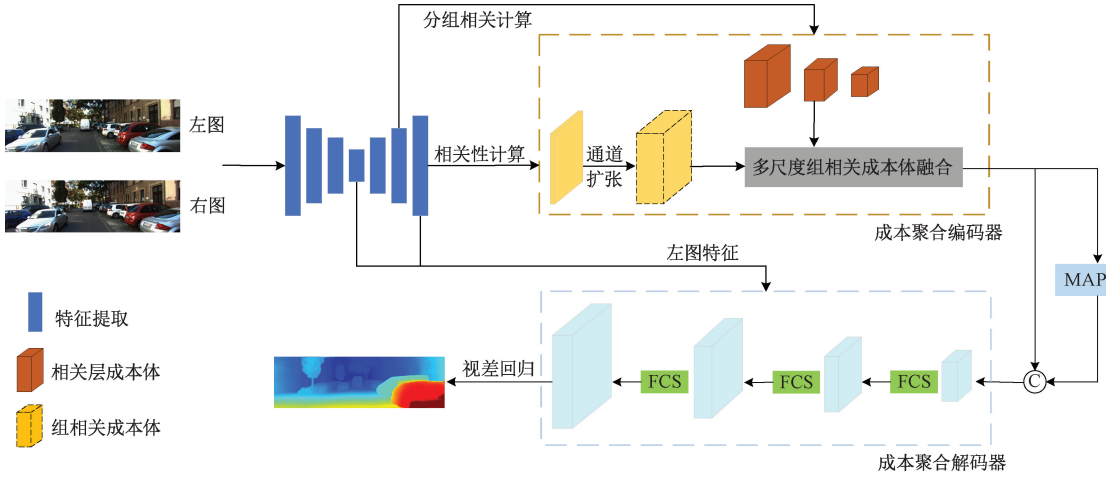 分组相关计算
左图
相关性计算
通道
扩张
多尺度组相关成本体融合
右图
成本聚合编码器
左图特征
MAP
特征提取
视差回归
FCS
FCS
FCS
C
相关层成本体
组相关成本体
成本聚合解码器